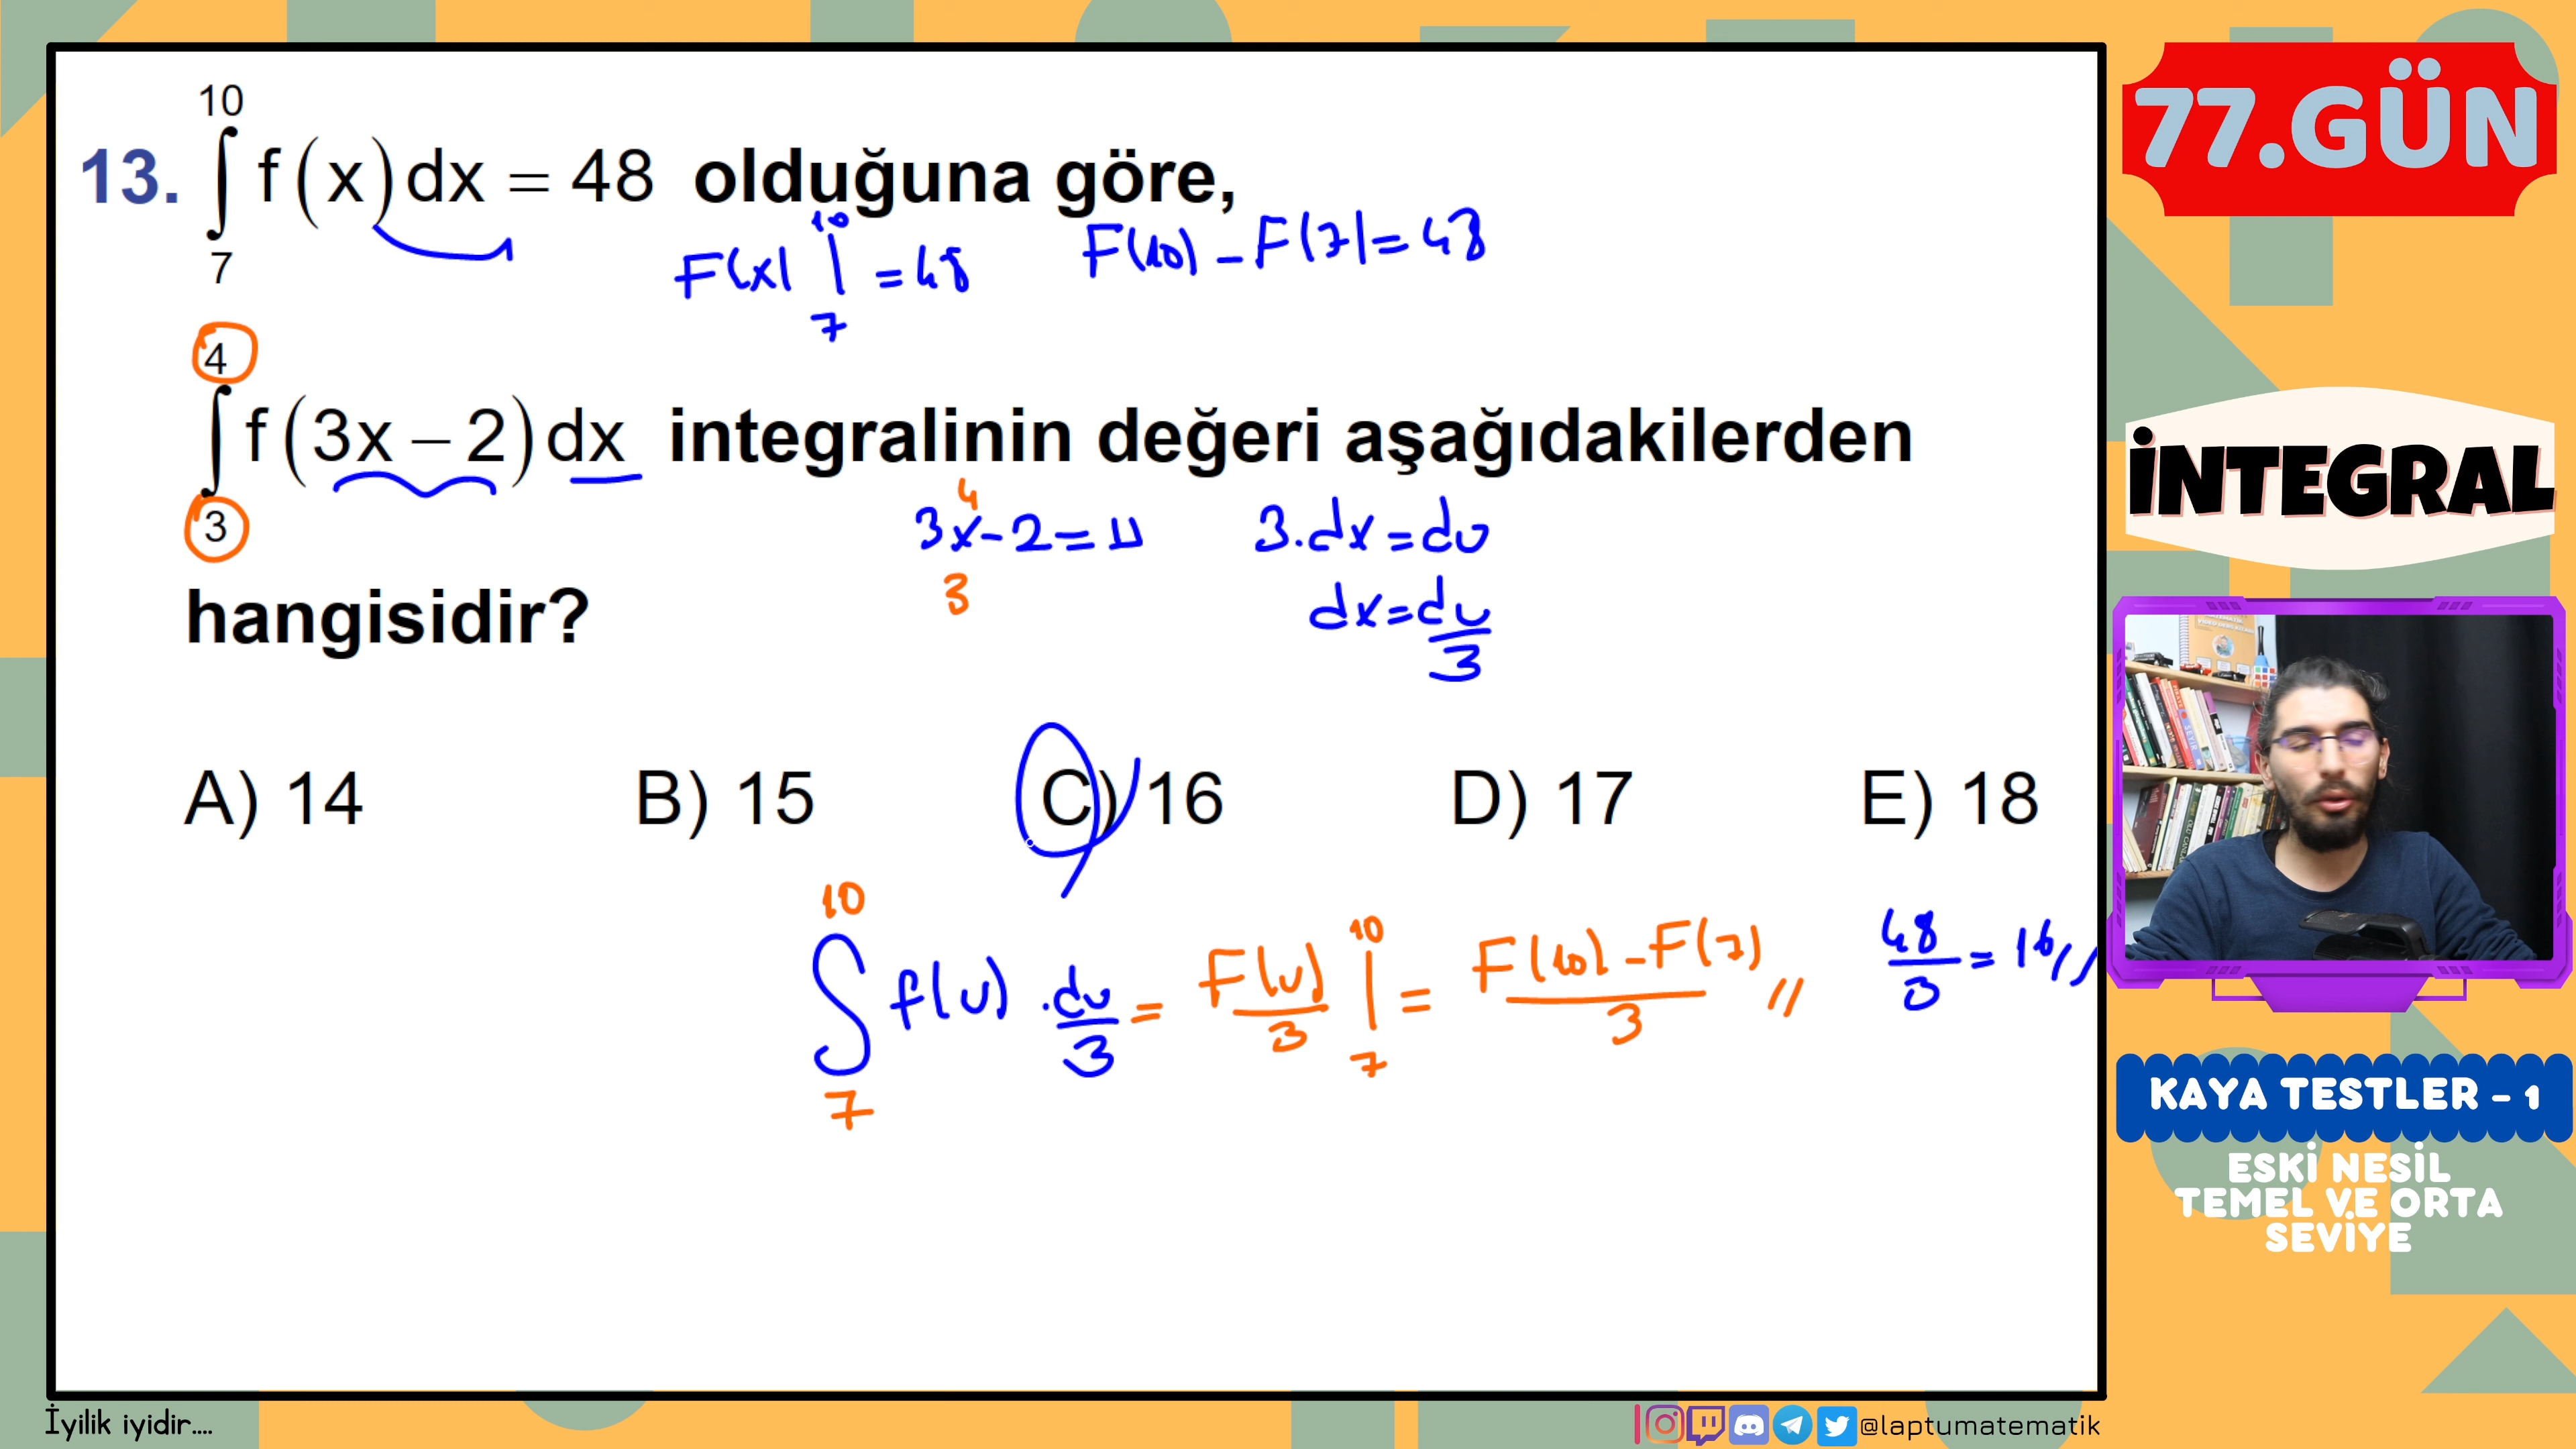 13. ∫₇¹⁰ f(x)dx = 48 olduğuna göre,
F(x) |₇¹⁰ = 48 F(10) - F(7) = 48
∫₃⁴ f(3x – 2)dx integralinin değeri aşağıdakilerden
hangisidir?
4
3x-2=u 3.dx=du
3
dx=du/3
A) 14 B) 15 C) 16 D) 17 E) 18
∫₇¹⁰ f(u) .du/3 = F(u)/3 |₇¹⁰ = F(10) - F(7)/3 // 48/3 = 16//
77.GÜN
İNTEGRAL
KAYA TESTLER - 1
ESKİ NESİL
TEMEL VE ORTA
SEVİYE
İyilik iyidir....
@laptumatematik